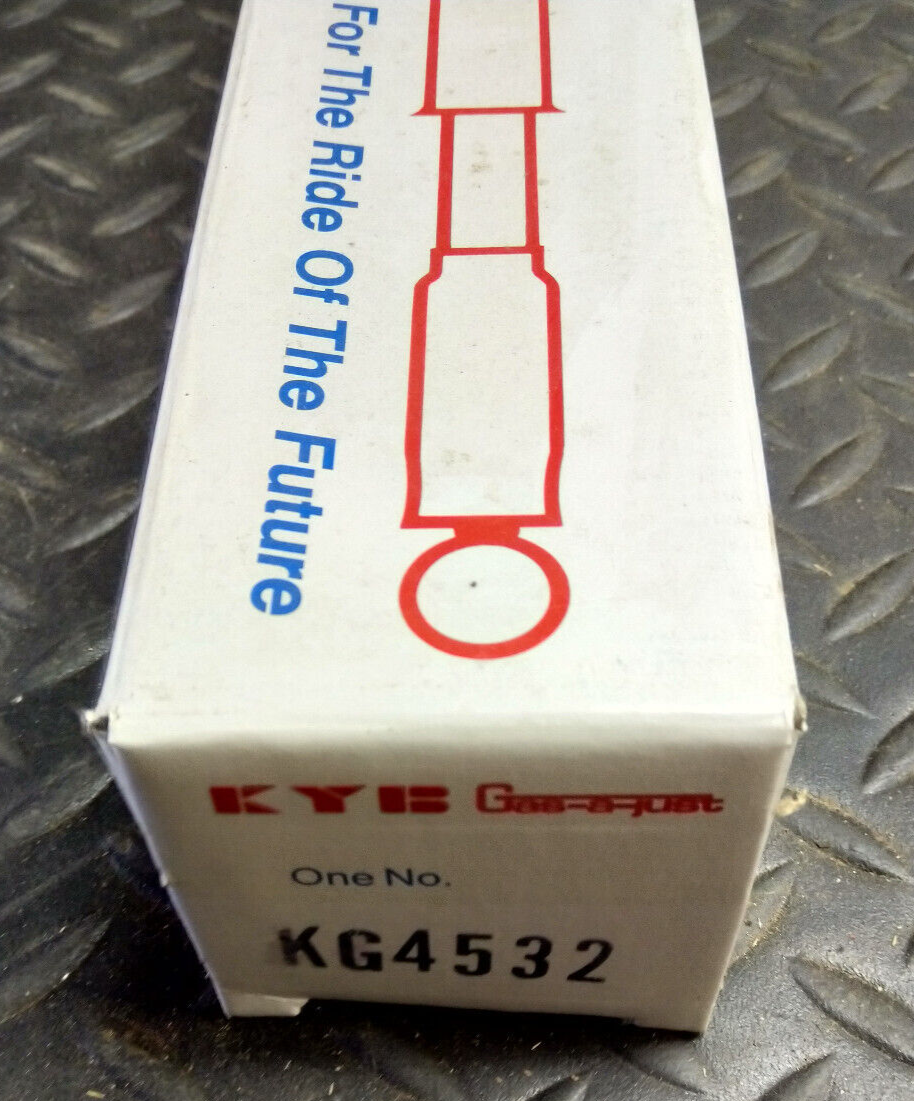 For The Ride Of The Future
KYB Gas-a-just
One No.
KG4532